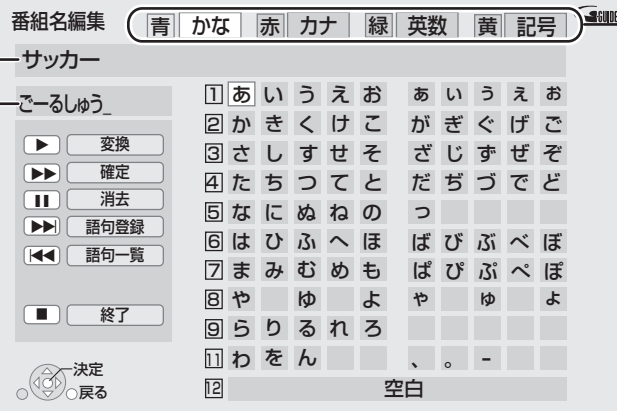 番組名編集 青 かな 赤 カナ 緑 英数 黄 記号 GUIDE
サッカー
ごーるしゅう_
▶ 変換
▶▶ 確定
❚❚ 消去
▶▶| 語句登録
|◀◀ 語句一覧
■ 終了
決定
戻る
1 あ い う え お ぁ ぃ ぅ ぇ ぉ
2 か き く け こ が ぎ ぐ げ ご
3 さ し す せ そ ざ じ ず ぜ ぞ
4 た ち つ て と だ ぢ づ で ど
5 な に ぬ ね の っ
6 は ひ ふ へ ほ ば び ぶ べ ぼ
7 ま み む め も ぱ ぴ ぷ ぺ ぽ
8 や ゆ よ ゃ ゅ ょ
9 ら り る れ ろ
11 わ を ん 、 。 -
12 空白